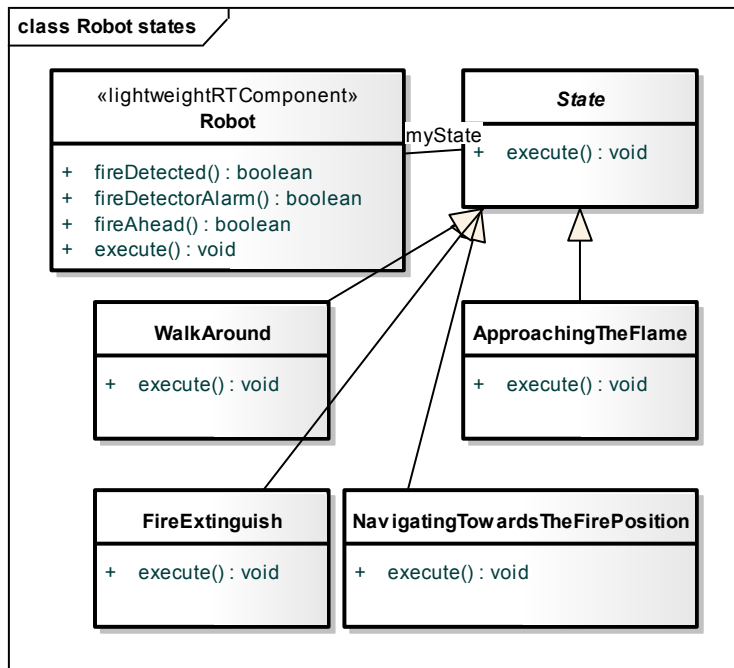 class Robot states
«lightweightRTComponent»
Robot
+ fireDetected() : boolean
+ fireDetectorAlarm() : boolean
+ fireAhead() : boolean
+ execute() : void
myState
State
+ execute() : void
WalkAround
+ execute() : void
ApproachingTheFlame
+ execute() : void
FireExtinguish
+ execute() : void
NavigatingTowardsTheFirePosition
+ execute() : void